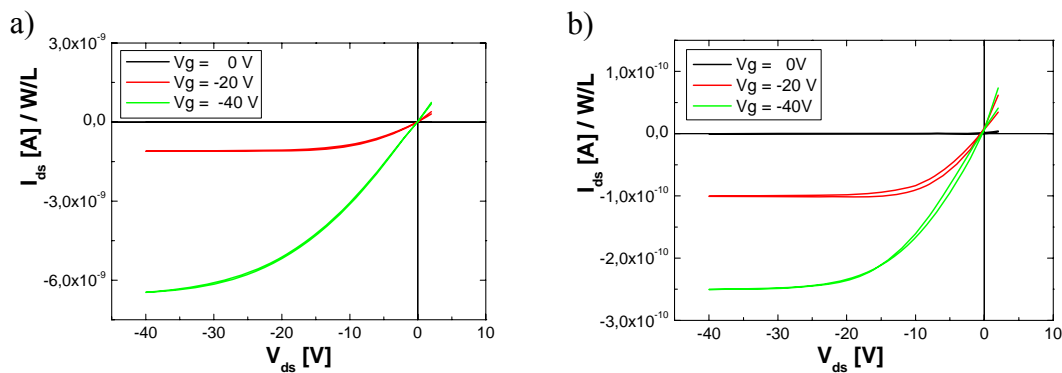 a)
3,0x10⁻⁹
0,0
-3,0x10⁻⁹
-6,0x10⁻⁹
I_ds [A] / W/L
Vg = 0 V
Vg = -20 V
Vg = -40 V
-40 -30 -20 -10 0 10
V_ds [V]
b)
1,0x10⁻¹⁰
0,0
-1,0x10⁻¹⁰
-2,0x10⁻¹⁰
-3,0x10⁻¹⁰
I_ds [A] / W/L
Vg = 0V
Vg = -20 V
Vg = -40V
-40 -30 -20 -10 0 10
V_ds [V]